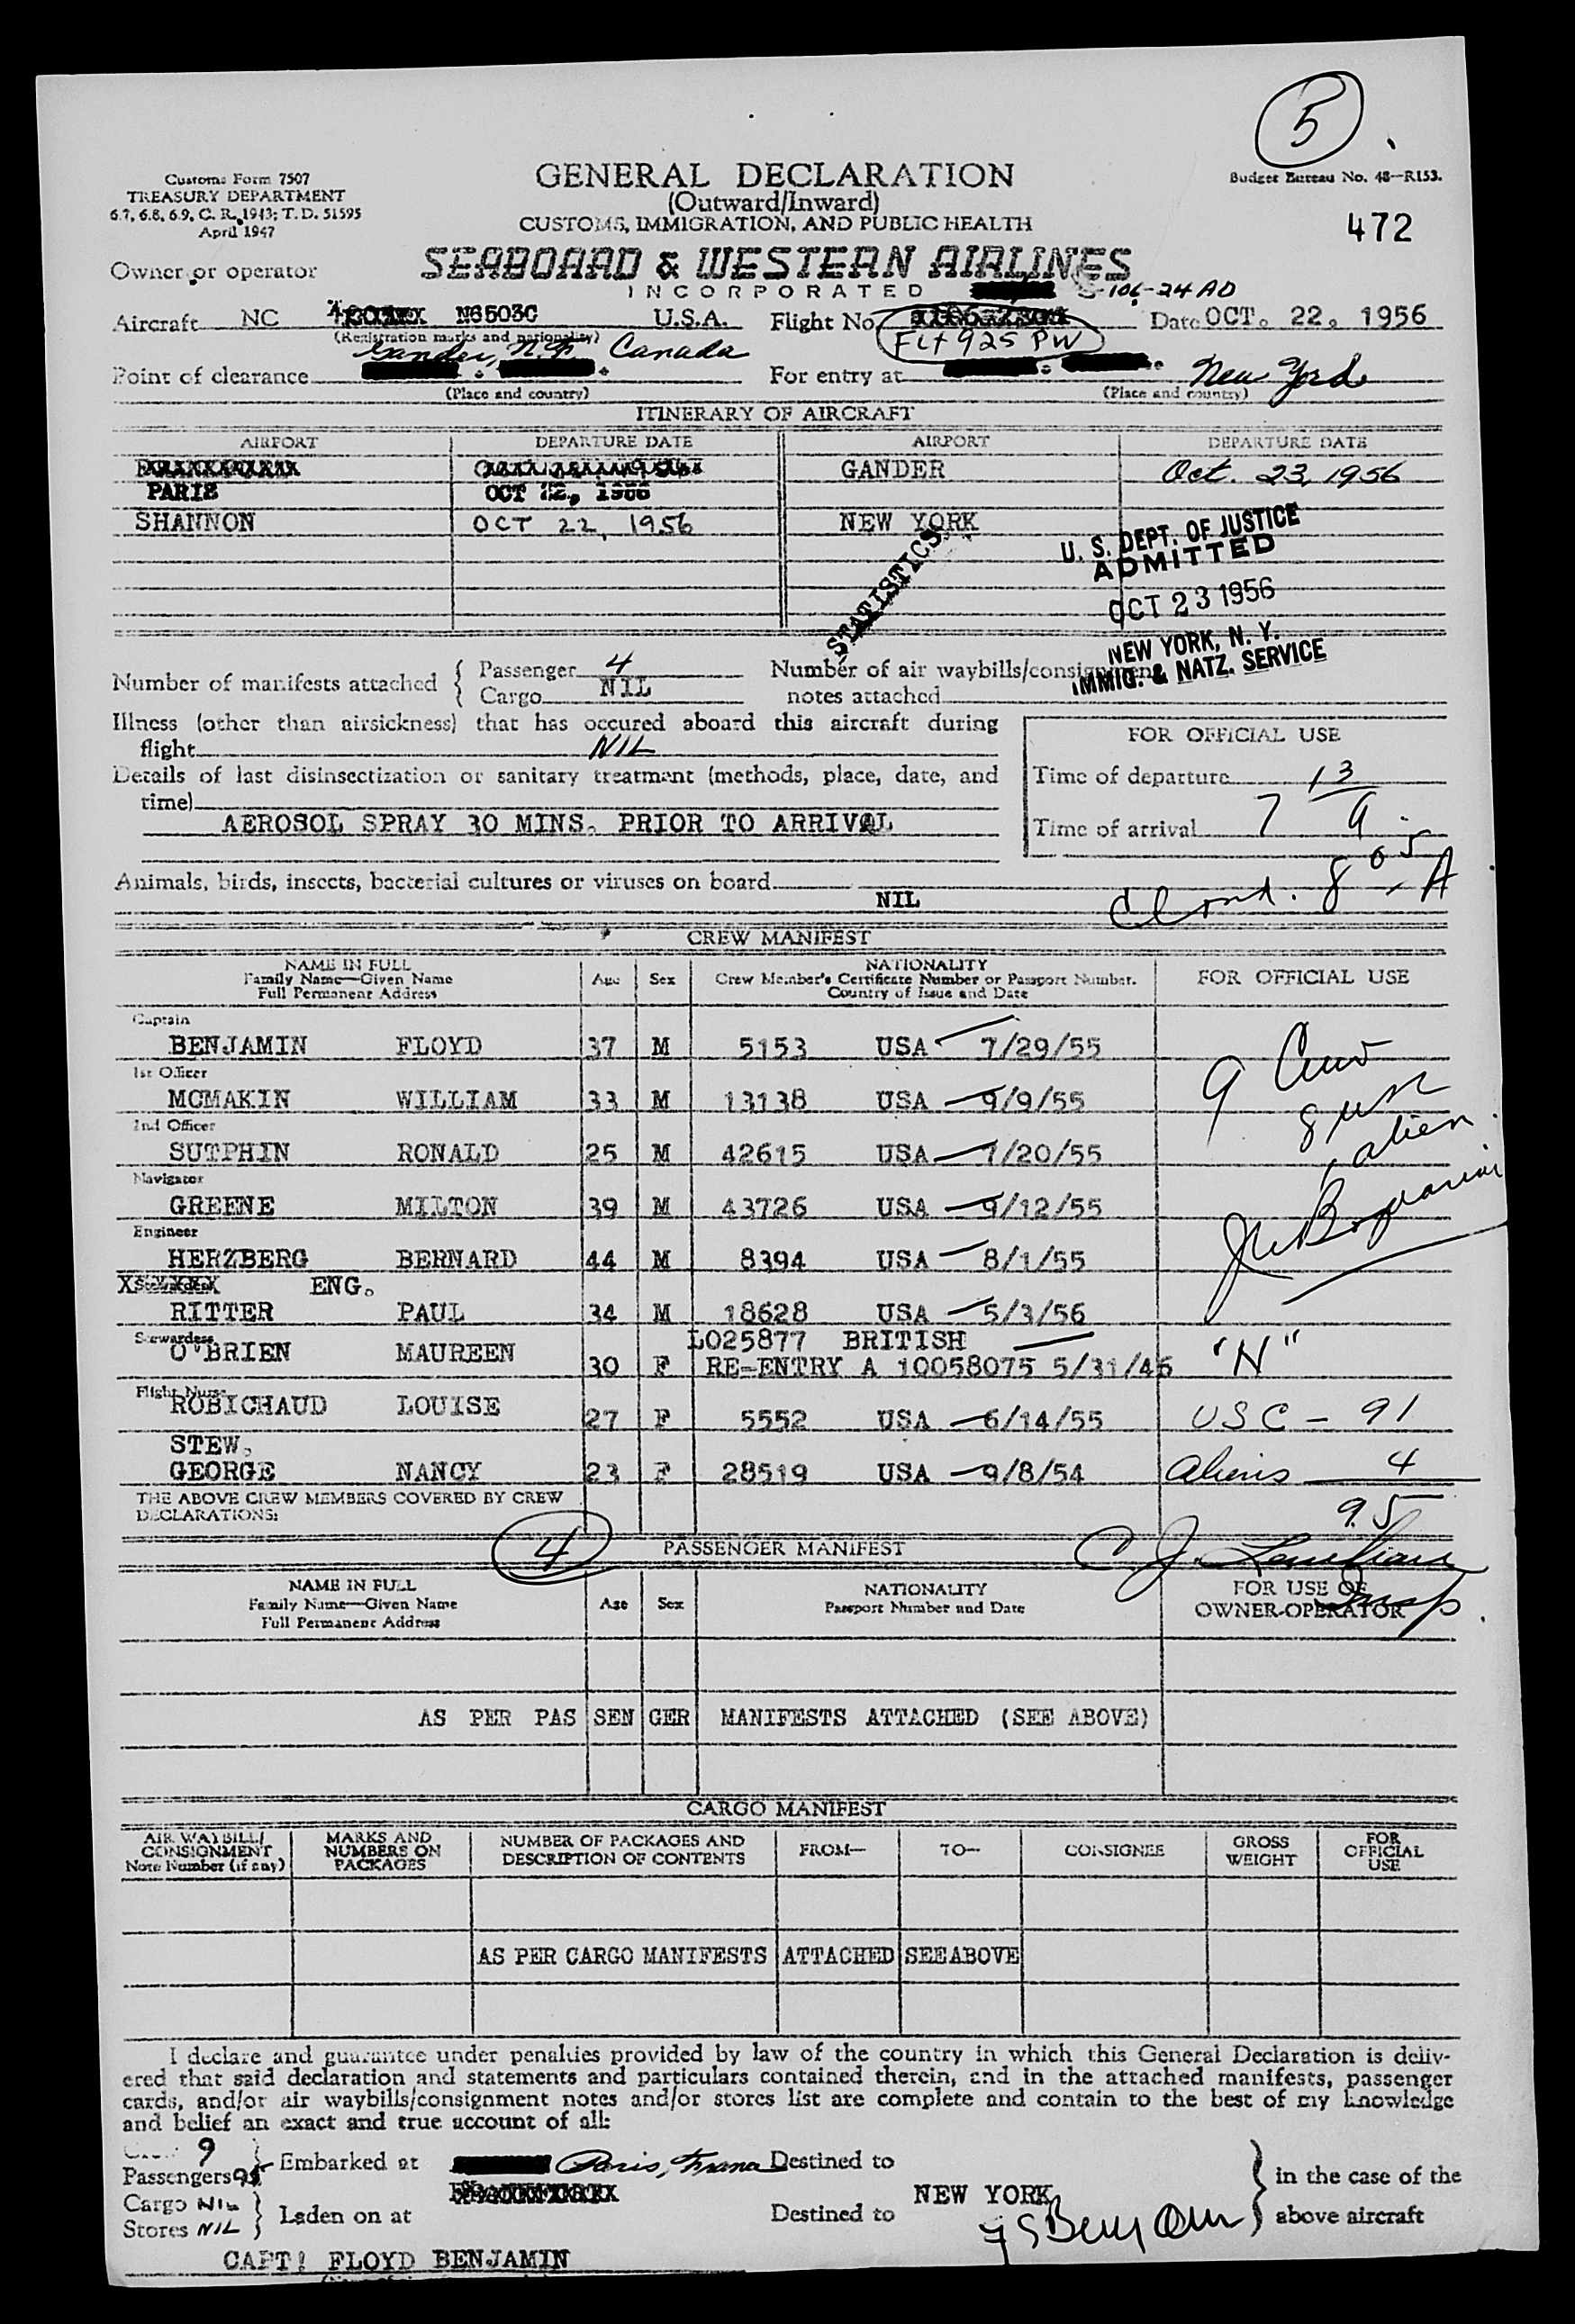 5
Customs Form 7507
TREASURY DEPARTMENT
6.7, 6.8, 6.9, C. R. 1943; T. D. 51595
April 1947
GENERAL DECLARATION
(Outward/Inward)
CUSTOMS, IMMIGRATION, AND PUBLIC HEALTH
Budget Bureau No. 48—R153.
472
Owner or operator
SEABOARD & WESTERN AIRLINES
INCORPORATED
106-24 AD
Aircraft NC N6503C U.S.A. Flight No. Date OCT. 22, 1956
(Registration marks and nationality)
Flt 925 PW
Point of clearance Gander, Canada For entry at New York
(Place and country) (Place and country)
ITINERARY OF AIRCRAFT
AIRPORT DEPARTURE DATE AIRPORT DEPARTURE DATE
GANDER Oct. 23, 1956
PARIS OCT 22, 1956
SHANNON OCT 22, 1956 NEW YORK
STATISTICS
U. S. DEPT. OF JUSTICE
ADMITTED
OCT 23 1956
NEW YORK, N. Y.
IMMIG. & NATZ. SERVICE
Number of manifests attached { Passenger 4
Cargo NIL
Number of air waybills/consignment
notes attached
Illness (other than airsickness) that has occured aboard this aircraft during
flight NIL
Details of last disinsectization or sanitary treatment (methods, place, date, and
time)
AEROSOL SPRAY 30 MINS. PRIOR TO ARRIVAL
FOR OFFICIAL USE
Time of departure 13
Time of arrival 7 9
Animals, birds, insects, bacterial cultures or viruses on board
NIL
8 05 A
CREW MANIFEST
NAME IN FULL
Family Name—Given Name
Full Permanent Address
Age Sex
NATIONALITY
Crew Member's Certificate Number or Passport Number.
Country of Issue and Date
FOR OFFICIAL USE
Captain
BENJAMIN FLOYD 37 M 5153 USA 7/29/55
1st Officer
MCMAKIN WILLIAM 33 M 13138 USA 9/9/55
2nd Officer
SUTPHIN RONALD 25 M 42615 USA 7/20/55
Navigator
GREENE MILTON 39 M 43726 USA 9/12/55
Engineer
HERZBERG BERNARD 44 M 8394 USA 8/1/55
ENG.
RITTER PAUL 34 M 18628 USA 5/3/56
9 Crew
8 usc
1 alien
Stewardess
O'BRIEN MAUREEN 30 F L025877 BRITISH
RE-ENTRY A 10058075 5/31/46 "N"
Flight Nurse
ROBICHAUD LOUISE 27 F 5552 USA 6/14/55 USC - 91
STEW.
GEORGE NANCY 23 F 28519 USA 9/8/54 Aliens 4
THE ABOVE CREW MEMBERS COVERED BY CREW
DECLARATIONS:
95
4
PASSENGER MANIFEST
NAME IN FULL
Family Name—Given Name
Full Permanent Address
Age Sex
NATIONALITY
Passport Number and Date
FOR USE OF
OWNER-OPERATOR
Insp.
AS PER PASSENGER MANIFESTS ATTACHED (SEE ABOVE)
CARGO MANIFEST
AIR WAYBILL/
CONSIGNMENT
Note Number (if any)
MARKS AND
NUMBERS ON
PACKAGES
NUMBER OF PACKAGES AND
DESCRIPTION OF CONTENTS
FROM—
TO—
CONSIGNEE
GROSS
WEIGHT
FOR
OFFICIAL
USE
AS PER CARGO MANIFESTS ATTACHED SEE ABOVE
I declare and guarantee under penalties provided by law of the country in which this General Declaration is deliv-
ered that said declaration and statements and particulars contained therein, and in the attached manifests, passenger
cards, and/or air waybills/consignment notes and/or stores list are complete and contain to the best of my knowledge
and belief an exact and true account of all:
Crew 9
Passengers 95 Embarked at Paris, France Destined to
Cargo NIL
Stores NIL Laden on at Destined to NEW YORK
in the case of the
above aircraft
F S Benjamin
CAPT! FLOYD BENJAMIN